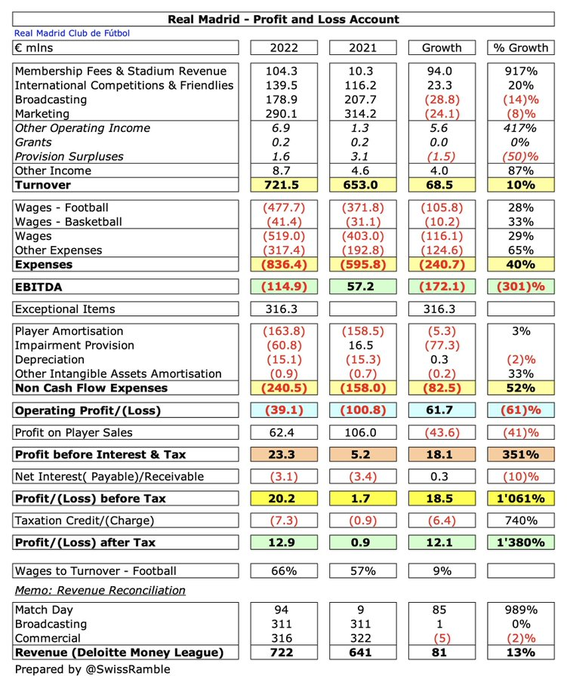 Real Madrid - Profit and Loss Account
Real Madrid Club de Fútbol
€ mlns 2022 2021 Growth % Growth
Membership Fees & Stadium Revenue 104.3 10.3 94.0 917%
International Competitions & Friendlies 139.5 116.2 23.3 20%
Broadcasting 178.9 207.7 (28.8) (14)%
Marketing 290.1 314.2 (24.1) (8)%
Other Operating Income 6.9 1.3 5.6 417%
Grants 0.2 0.2 0.0 0%
Provision Surpluses 1.6 3.1 (1.5) (50)%
Other Income 8.7 4.6 4.0 87%
Turnover 721.5 653.0 68.5 10%
Wages - Football (477.7) (371.8) (105.8) 28%
Wages - Basketball (41.4) (31.1) (10.2) 33%
Wages (519.0) (403.0) (116.1) 29%
Other Expenses (317.4) (192.8) (124.6) 65%
Expenses (836.4) (595.8) (240.7) 40%
EBITDA (114.9) 57.2 (172.1) (301)%
Exceptional Items 316.3 316.3
Player Amortisation (163.8) (158.5) (5.3) 3%
Impairment Provision (60.8) 16.5 (77.3)
Depreciation (15.1) (15.3) 0.3 (2)%
Other Intangible Assets Amortisation (0.9) (0.7) (0.2) 33%
Non Cash Flow Expenses (240.5) (158.0) (82.5) 52%
Operating Profit/(Loss) (39.1) (100.8) 61.7 (61)%
Profit on Player Sales 62.4 106.0 (43.6) (41)%
Profit before Interest & Tax 23.3 5.2 18.1 351%
Net Interest( Payable)/Receivable (3.1) (3.4) 0.3 (10)%
Profit/(Loss) before Tax 20.2 1.7 18.5 1'061%
Taxation Credit/(Charge) (7.3) (0.9) (6.4) 740%
Profit/(Loss) after Tax 12.9 0.9 12.1 1'380%
Wages to Turnover - Football 66% 57% 9%
Memo: Revenue Reconciliation
Match Day 94 9 85 989%
Broadcasting 311 311 1 0%
Commercial 316 322 (5) (2)%
Revenue (Deloitte Money League) 722 641 81 13%
Prepared by @SwissRamble